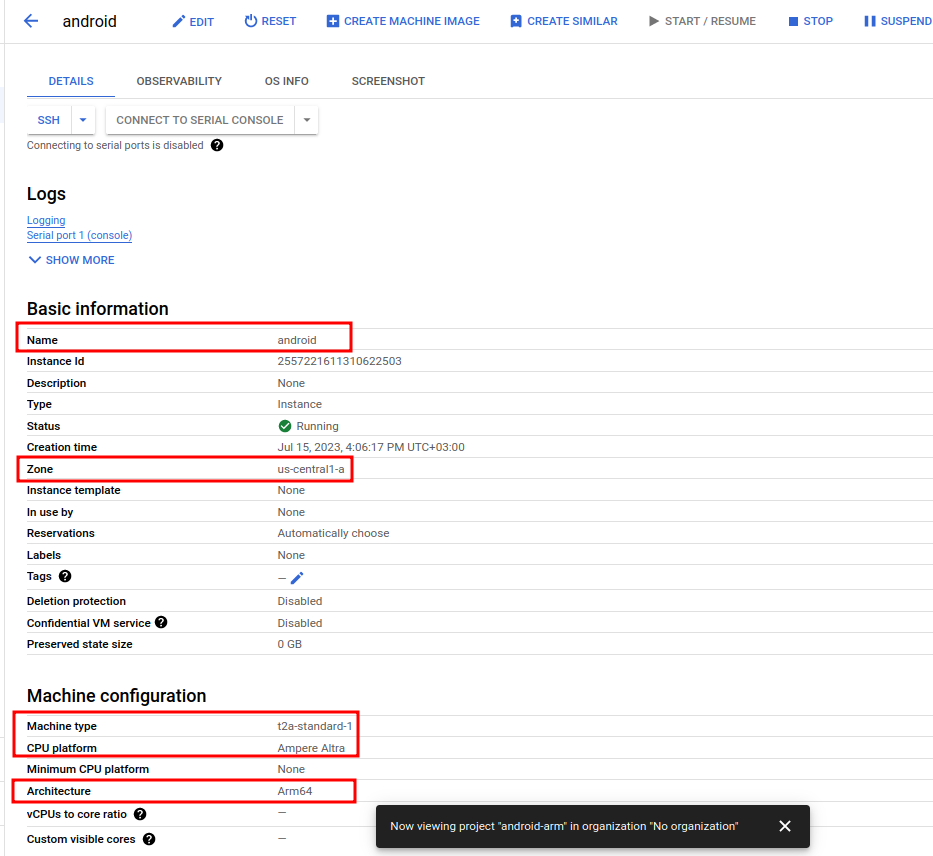 android EDIT RESET CREATE MACHINE IMAGE CREATE SIMILAR START / RESUME STOP SUSPEND
DETAILS OBSERVABILITY OS INFO SCREENSHOT
SSH CONNECT TO SERIAL CONSOLE
Connecting to serial ports is disabled ?
Logs
Logging
Serial port 1 (console)
SHOW MORE
Basic information
Name android
Instance Id 2557221611310622503
Description None
Type Instance
Status Running
Creation time Jul 15, 2023, 4:06:17 PM UTC+03:00
Zone us-central1-a
Instance template None
In use by None
Reservations Automatically choose
Labels None
Tags ? —
Deletion protection Disabled
Confidential VM service ? Disabled
Preserved state size 0 GB
Machine configuration
Machine type t2a-standard-1
CPU platform Ampere Altra
Minimum CPU platform None
Architecture Arm64
vCPUs to core ratio ? —
Custom visible cores ? —
Now viewing project "android-arm" in organization "No organization"